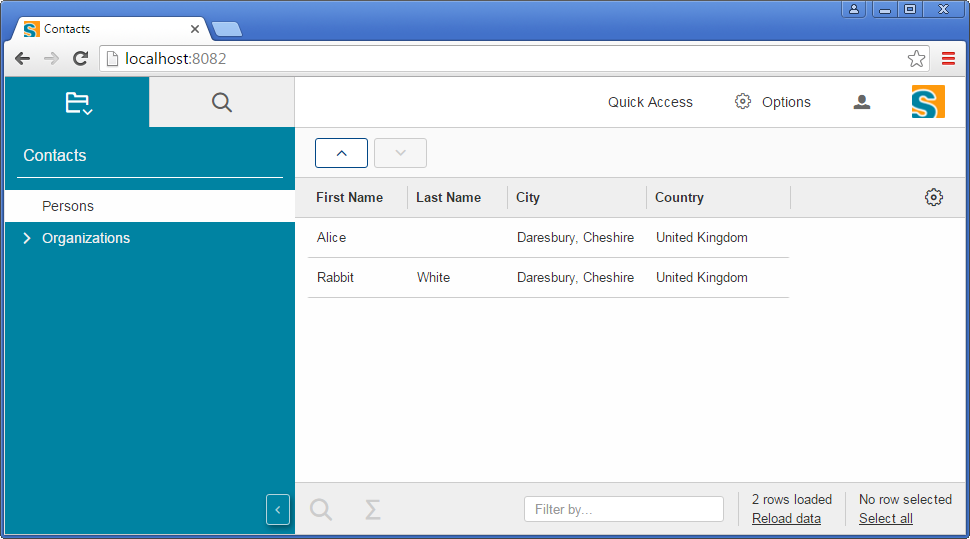 Contacts
localhost:8082
Quick Access
Options
S
Contacts
Persons
Organizations
First Name Last Name City Country
Alice Daresbury, Cheshire United Kingdom
Rabbit White Daresbury, Cheshire United Kingdom
Filter by...
2 rows loaded
Reload data
No row selected
Select all